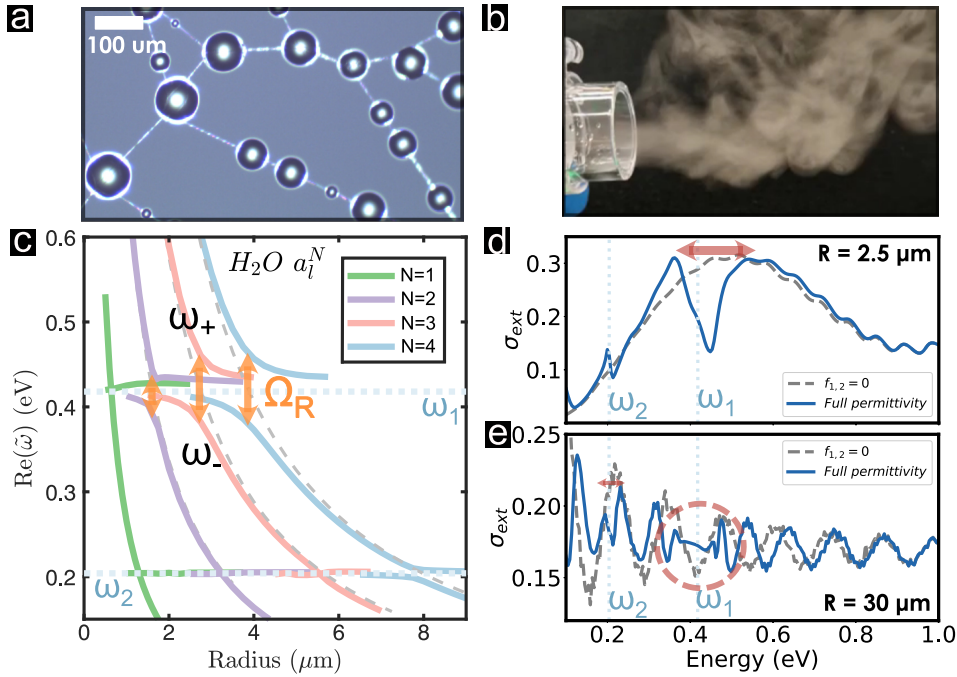 a
100 um
b
c
H₂O a_l^N
N=1
N=2
N=3
N=4
ω₊
Ω_R
ω₁
ω₋
ω₂
Re(ω̃) (eV)
0.6
0.5
0.4
0.3
0.2
0 2 4 6 8
Radius (μm)
d
R = 2.5 μm
σ_ext
0.3
0.2
0.1
ω₂
ω₁
f₁,₂ = 0
Full permittivity
e
0.25
0.20
0.15
σ_ext
f₁,₂ = 0
Full permittivity
ω₂
ω₁
R = 30 μm
0.2 0.4 0.6 0.8 1.0
Energy (eV)